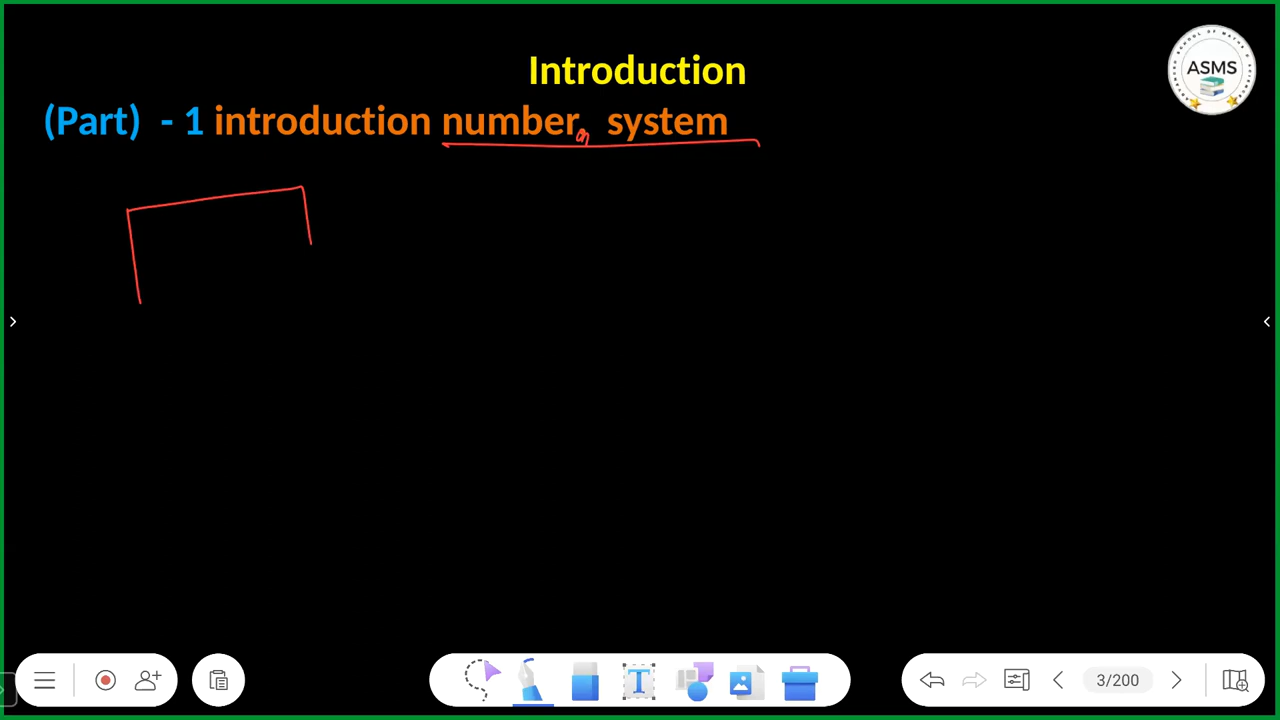 Introduction
(Part) - 1 introduction number system
ASMS
3/200